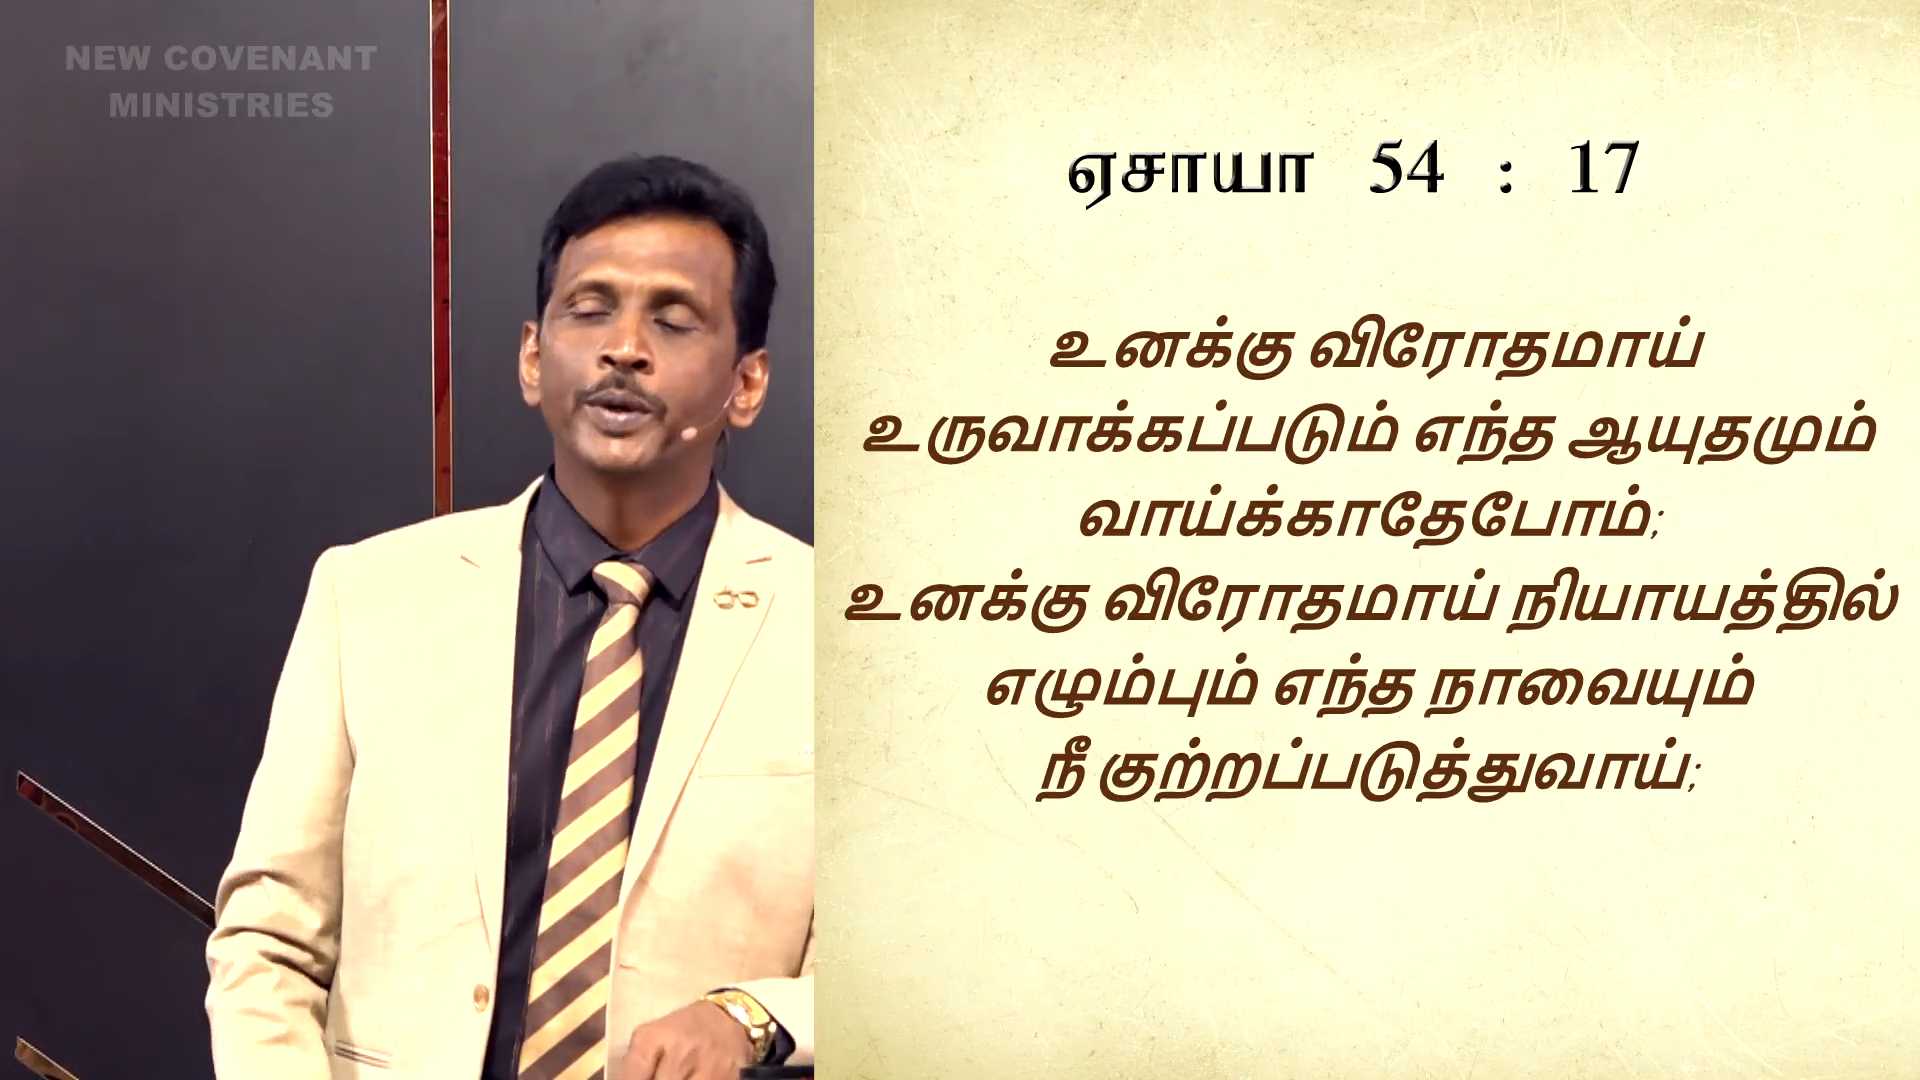 NEW COVENANT
MINISTRIES
ஏசாயா 54 : 17
உனக்கு விரோதமாய்
உருவாக்கப்படும் எந்த ஆயுதமும்
வாய்க்காதேபோம்;
உனக்கு விரோதமாய் நியாயத்தில்
எழும்பும் எந்த நாவையும்
நீ குற்றப்படுத்துவாய்;